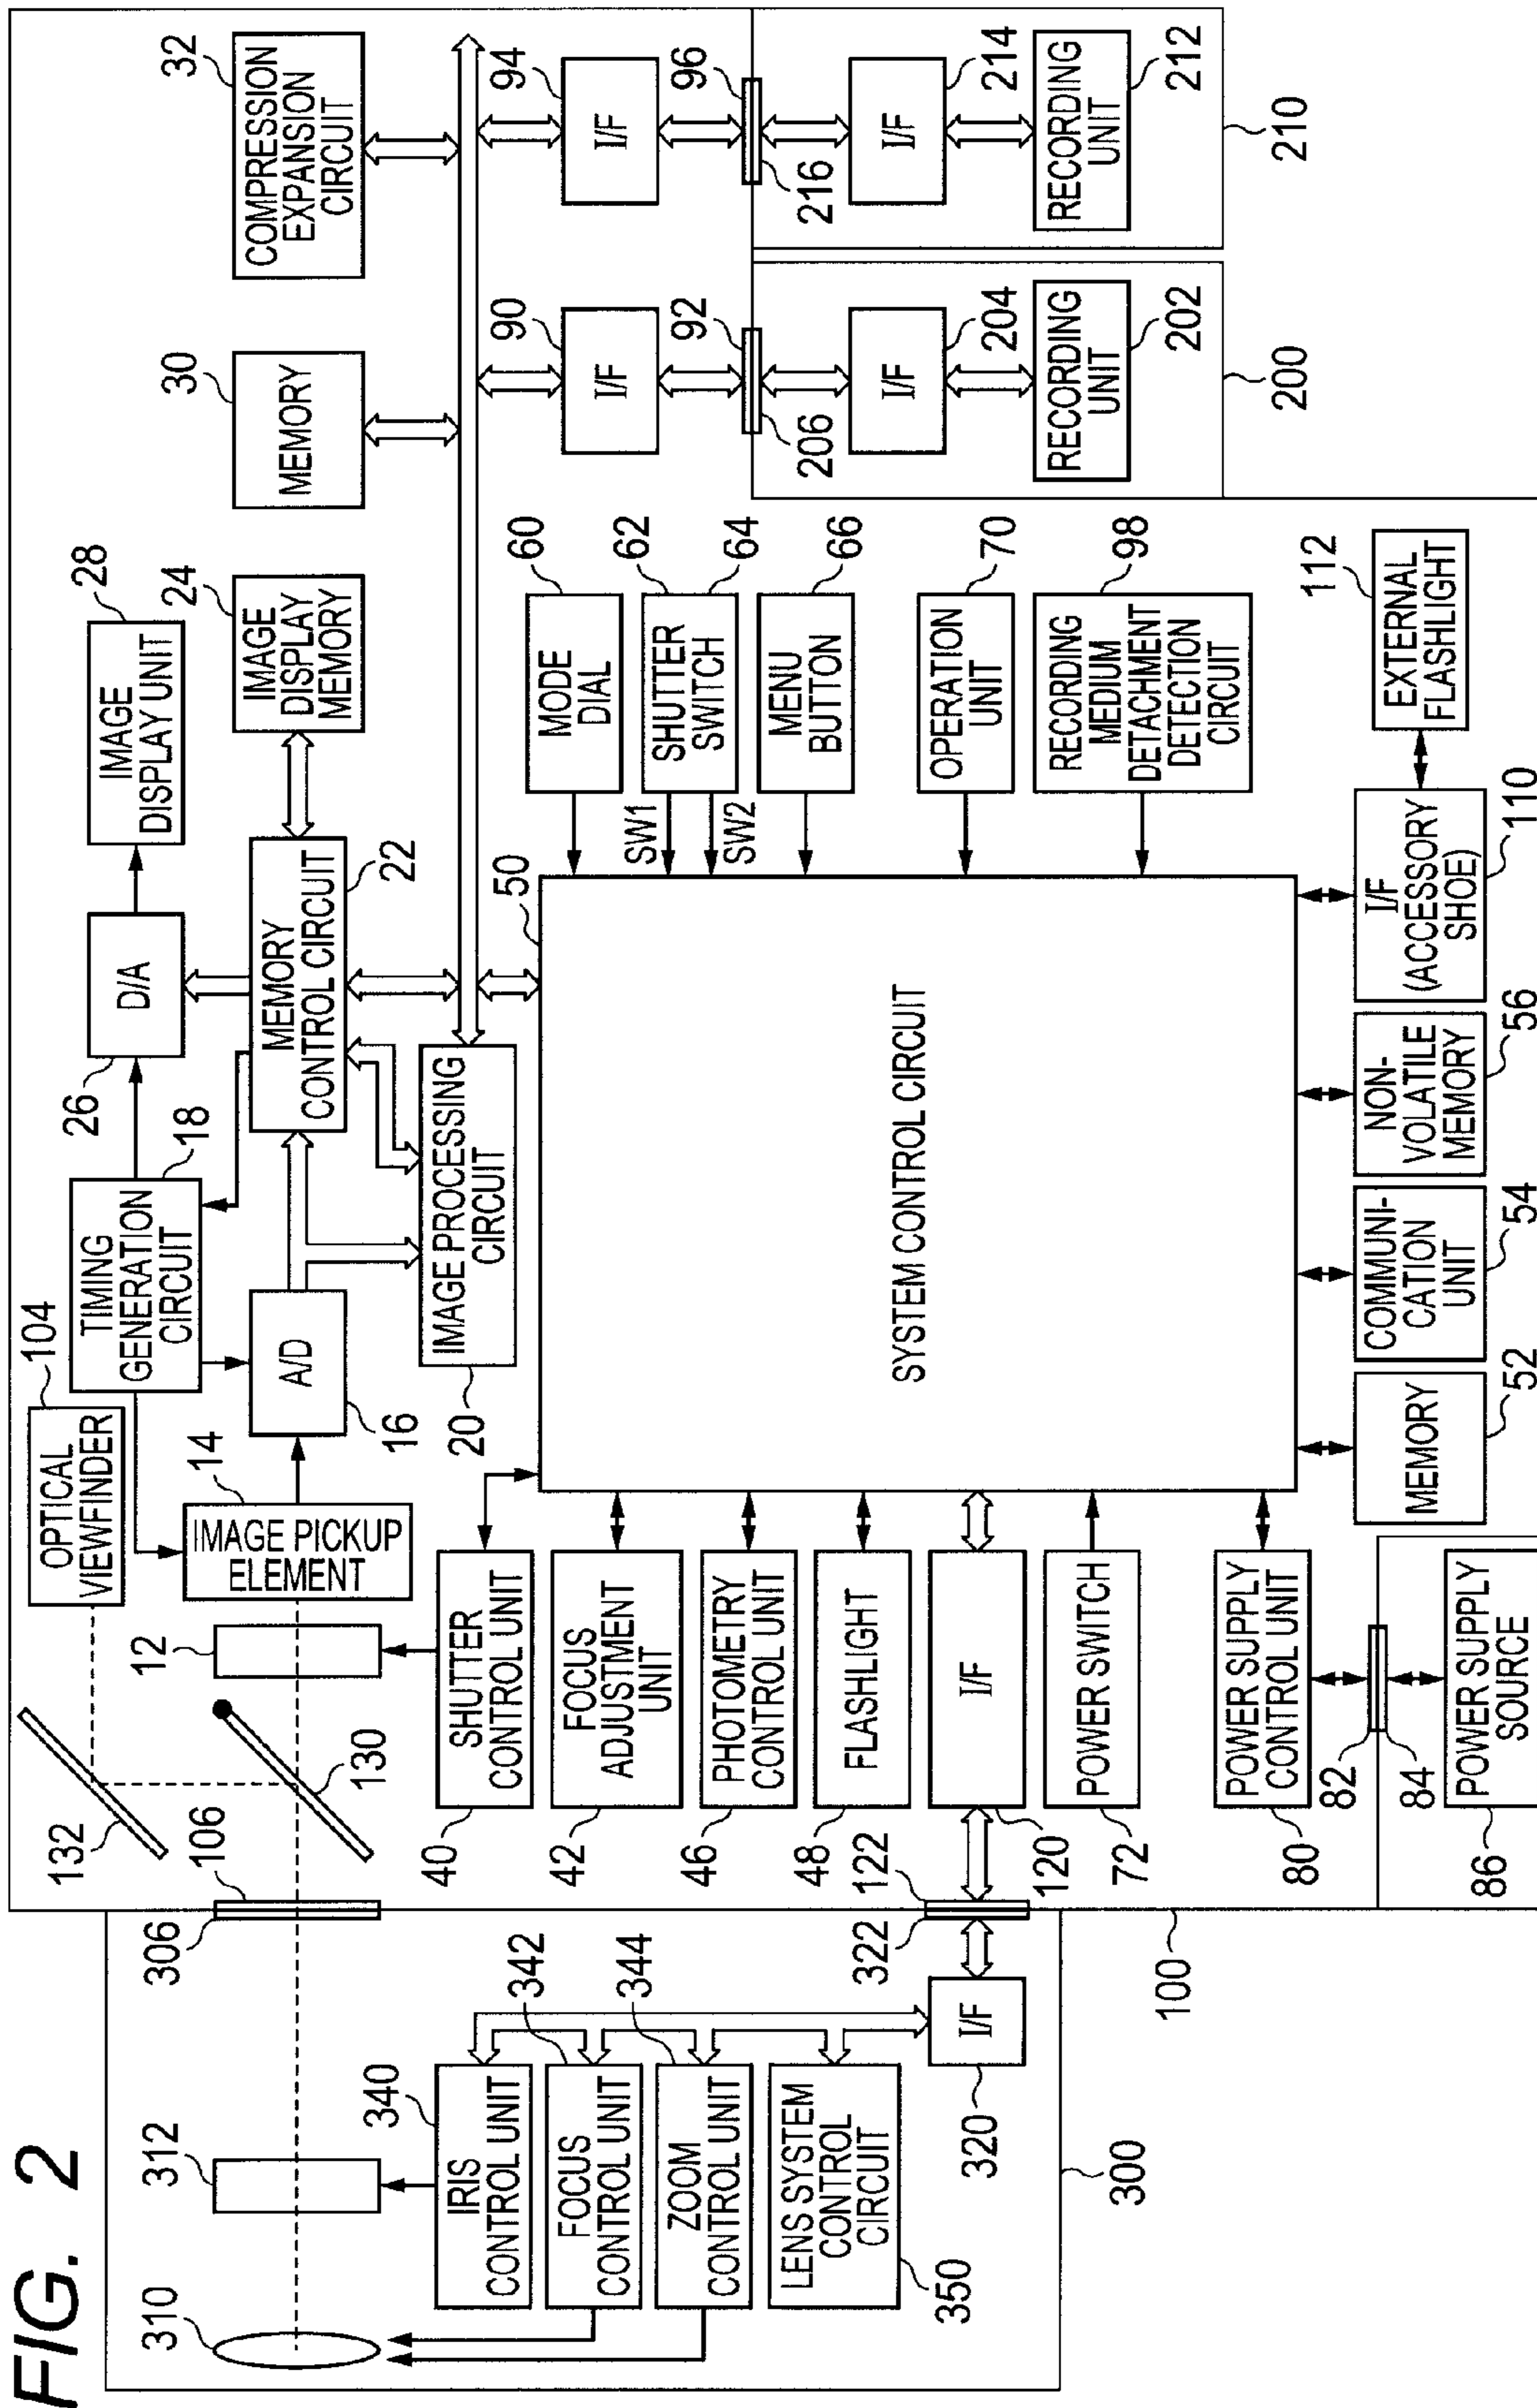 FIG. 2
310
312
306
106
132
130
12
OPTICAL
VIEWFINDER
104
IMAGE PICKUP
ELEMENT
14
TIMING
GENERATION
CIRCUIT
18
A/D
16
D/A
26
IMAGE
DISPLAY UNIT
28
MEMORY
CONTROL CIRCUIT
22
IMAGE
DISPLAY
MEMORY
24
MEMORY
30
COMPRESSION
EXPANSION
CIRCUIT
32
IMAGE PROCESSING
CIRCUIT
20
IRIS
CONTROL UNIT
340
FOCUS
CONTROL UNIT
342
ZOOM
CONTROL UNIT
344
LENS SYSTEM
CONTROL
CIRCUIT
350
I/F
320
322
122
300
100
SHUTTER
CONTROL UNIT
40
FOCUS
ADJUSTMENT
UNIT
42
PHOTOMETRY
CONTROL UNIT
46
FLASHLIGHT
48
I/F
120
POWER SWITCH
72
POWER SUPPLY
CONTROL UNIT
80
82
84
POWER SUPPLY
SOURCE
86
SYSTEM CONTROL CIRCUIT
50
MODE
DIAL
60
SHUTTER
SWITCH
62
64
SW1
SW2
MENU
BUTTON
66
OPERATION
UNIT
70
RECORDING
MEDIUM
DETACHMENT
DETECTION
CIRCUIT
98
MEMORY
52
COMMUNI-
CATION
UNIT
54
NON-
VOLATILE
MEMORY
56
I/F
(ACCESSORY
SHOE)
110
EXTERNAL
FLASHLIGHT
112
I/F
90
92
206
I/F
204
RECORDING
UNIT
202
200
I/F
94
96
216
I/F
214
RECORDING
UNIT
212
210